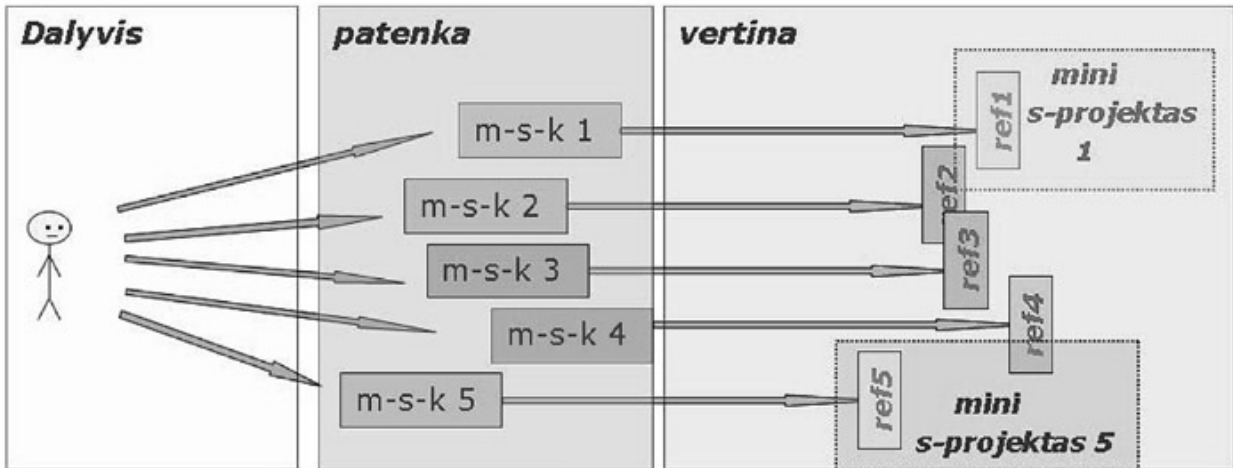 Dalyvis
patenka
vertina
mini
s-projektas
1
ref1
m-s-k 1
ref2
m-s-k 2
ref3
m-s-k 3
ref4
m-s-k 4
ref5
m-s-k 5
mini
s-projektas 5